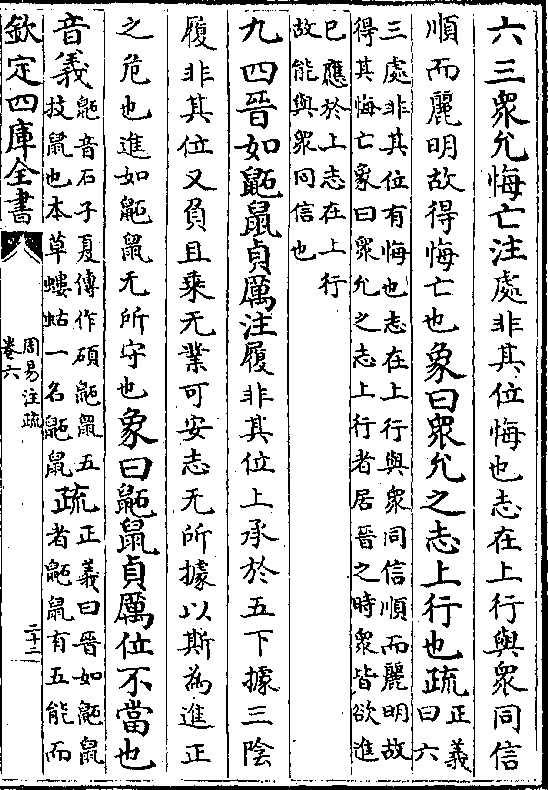 六三衆允悔亡注處非其位悔也志在上行與衆同信
順而麗明故得悔亡也象曰衆允之志上行也疏正義
曰六
三處非其位有悔也志在上行與衆同信順而麗明故
得其悔亡象曰衆允之志上行者居晉之時衆皆欲進
已應於上志在上行
故能與衆同信也
九四晉如鼫鼠貞厲注履非其位上承於五下據三陰
履非其位又負且乗无業可安志无所據以斯為進正
之危也進如鼫鼠无所守也象曰鼫鼠貞厲位不當也
音義鼫音石子夏傳作碩鼫鼠五
技鼠也本草螻蛄一名鼫鼠疏正義曰晉如鼫鼠
者鼫鼠有五能而
欽定四庫全書
周易注疏
卷六
二十二